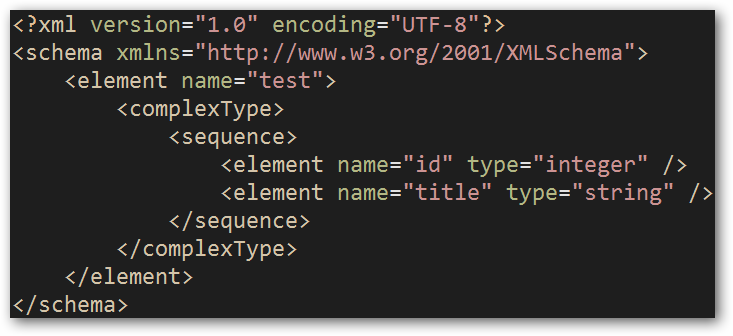 <?xml version="1.0" encoding="UTF-8"?>
<schema xmlns="http://www.w3.org/2001/XMLSchema">
    <element name="test">
        <complexType>
            <sequence>
                <element name="id" type="integer" />
                <element name="title" type="string" />
            </sequence>
        </complexType>
    </element>
</schema>